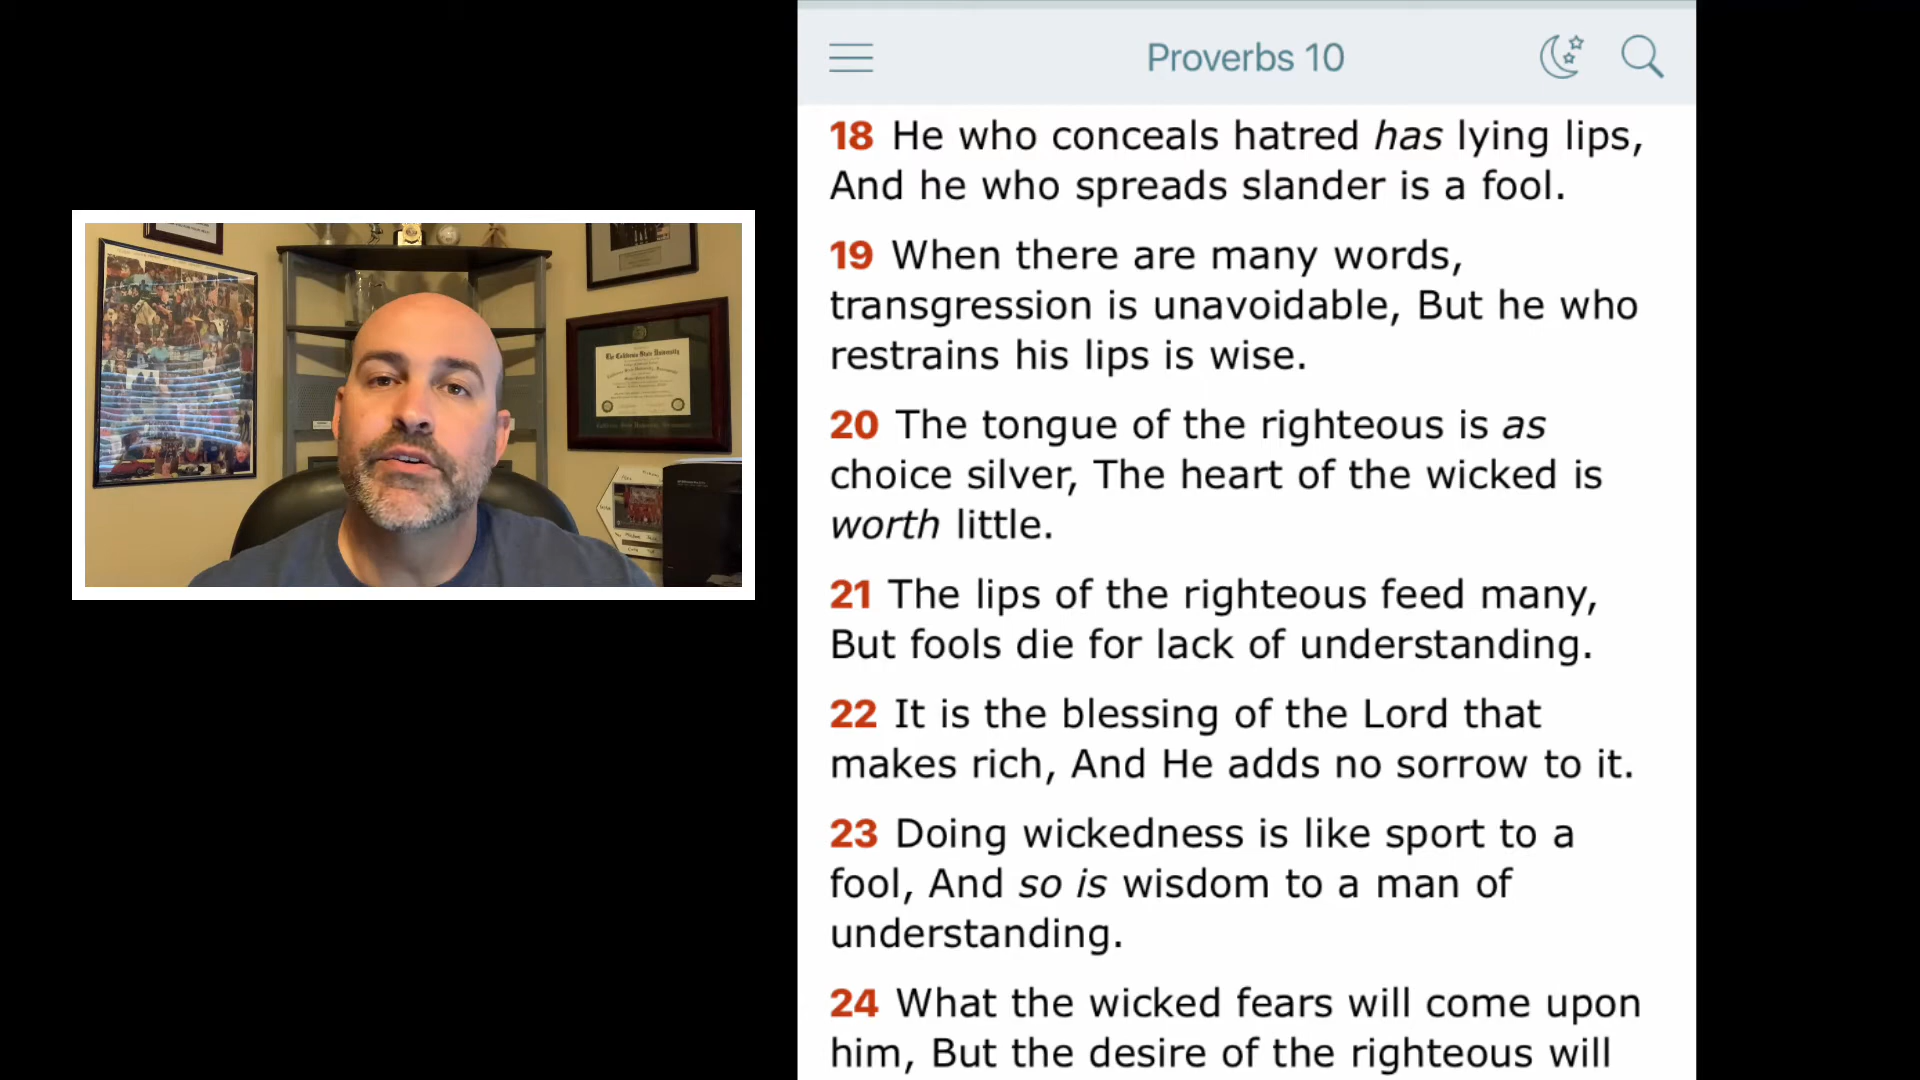 Proverbs 10
18 He who conceals hatred has lying lips,
And he who spreads slander is a fool.
19 When there are many words,
transgression is unavoidable, But he who
restrains his lips is wise.
20 The tongue of the righteous is as
choice silver, The heart of the wicked is
worth little.
21 The lips of the righteous feed many,
But fools die for lack of understanding.
22 It is the blessing of the Lord that
makes rich, And He adds no sorrow to it.
23 Doing wickedness is like sport to a
fool, And so is wisdom to a man of
understanding.
24 What the wicked fears will come upon
him, But the desire of the righteous will
The California State University